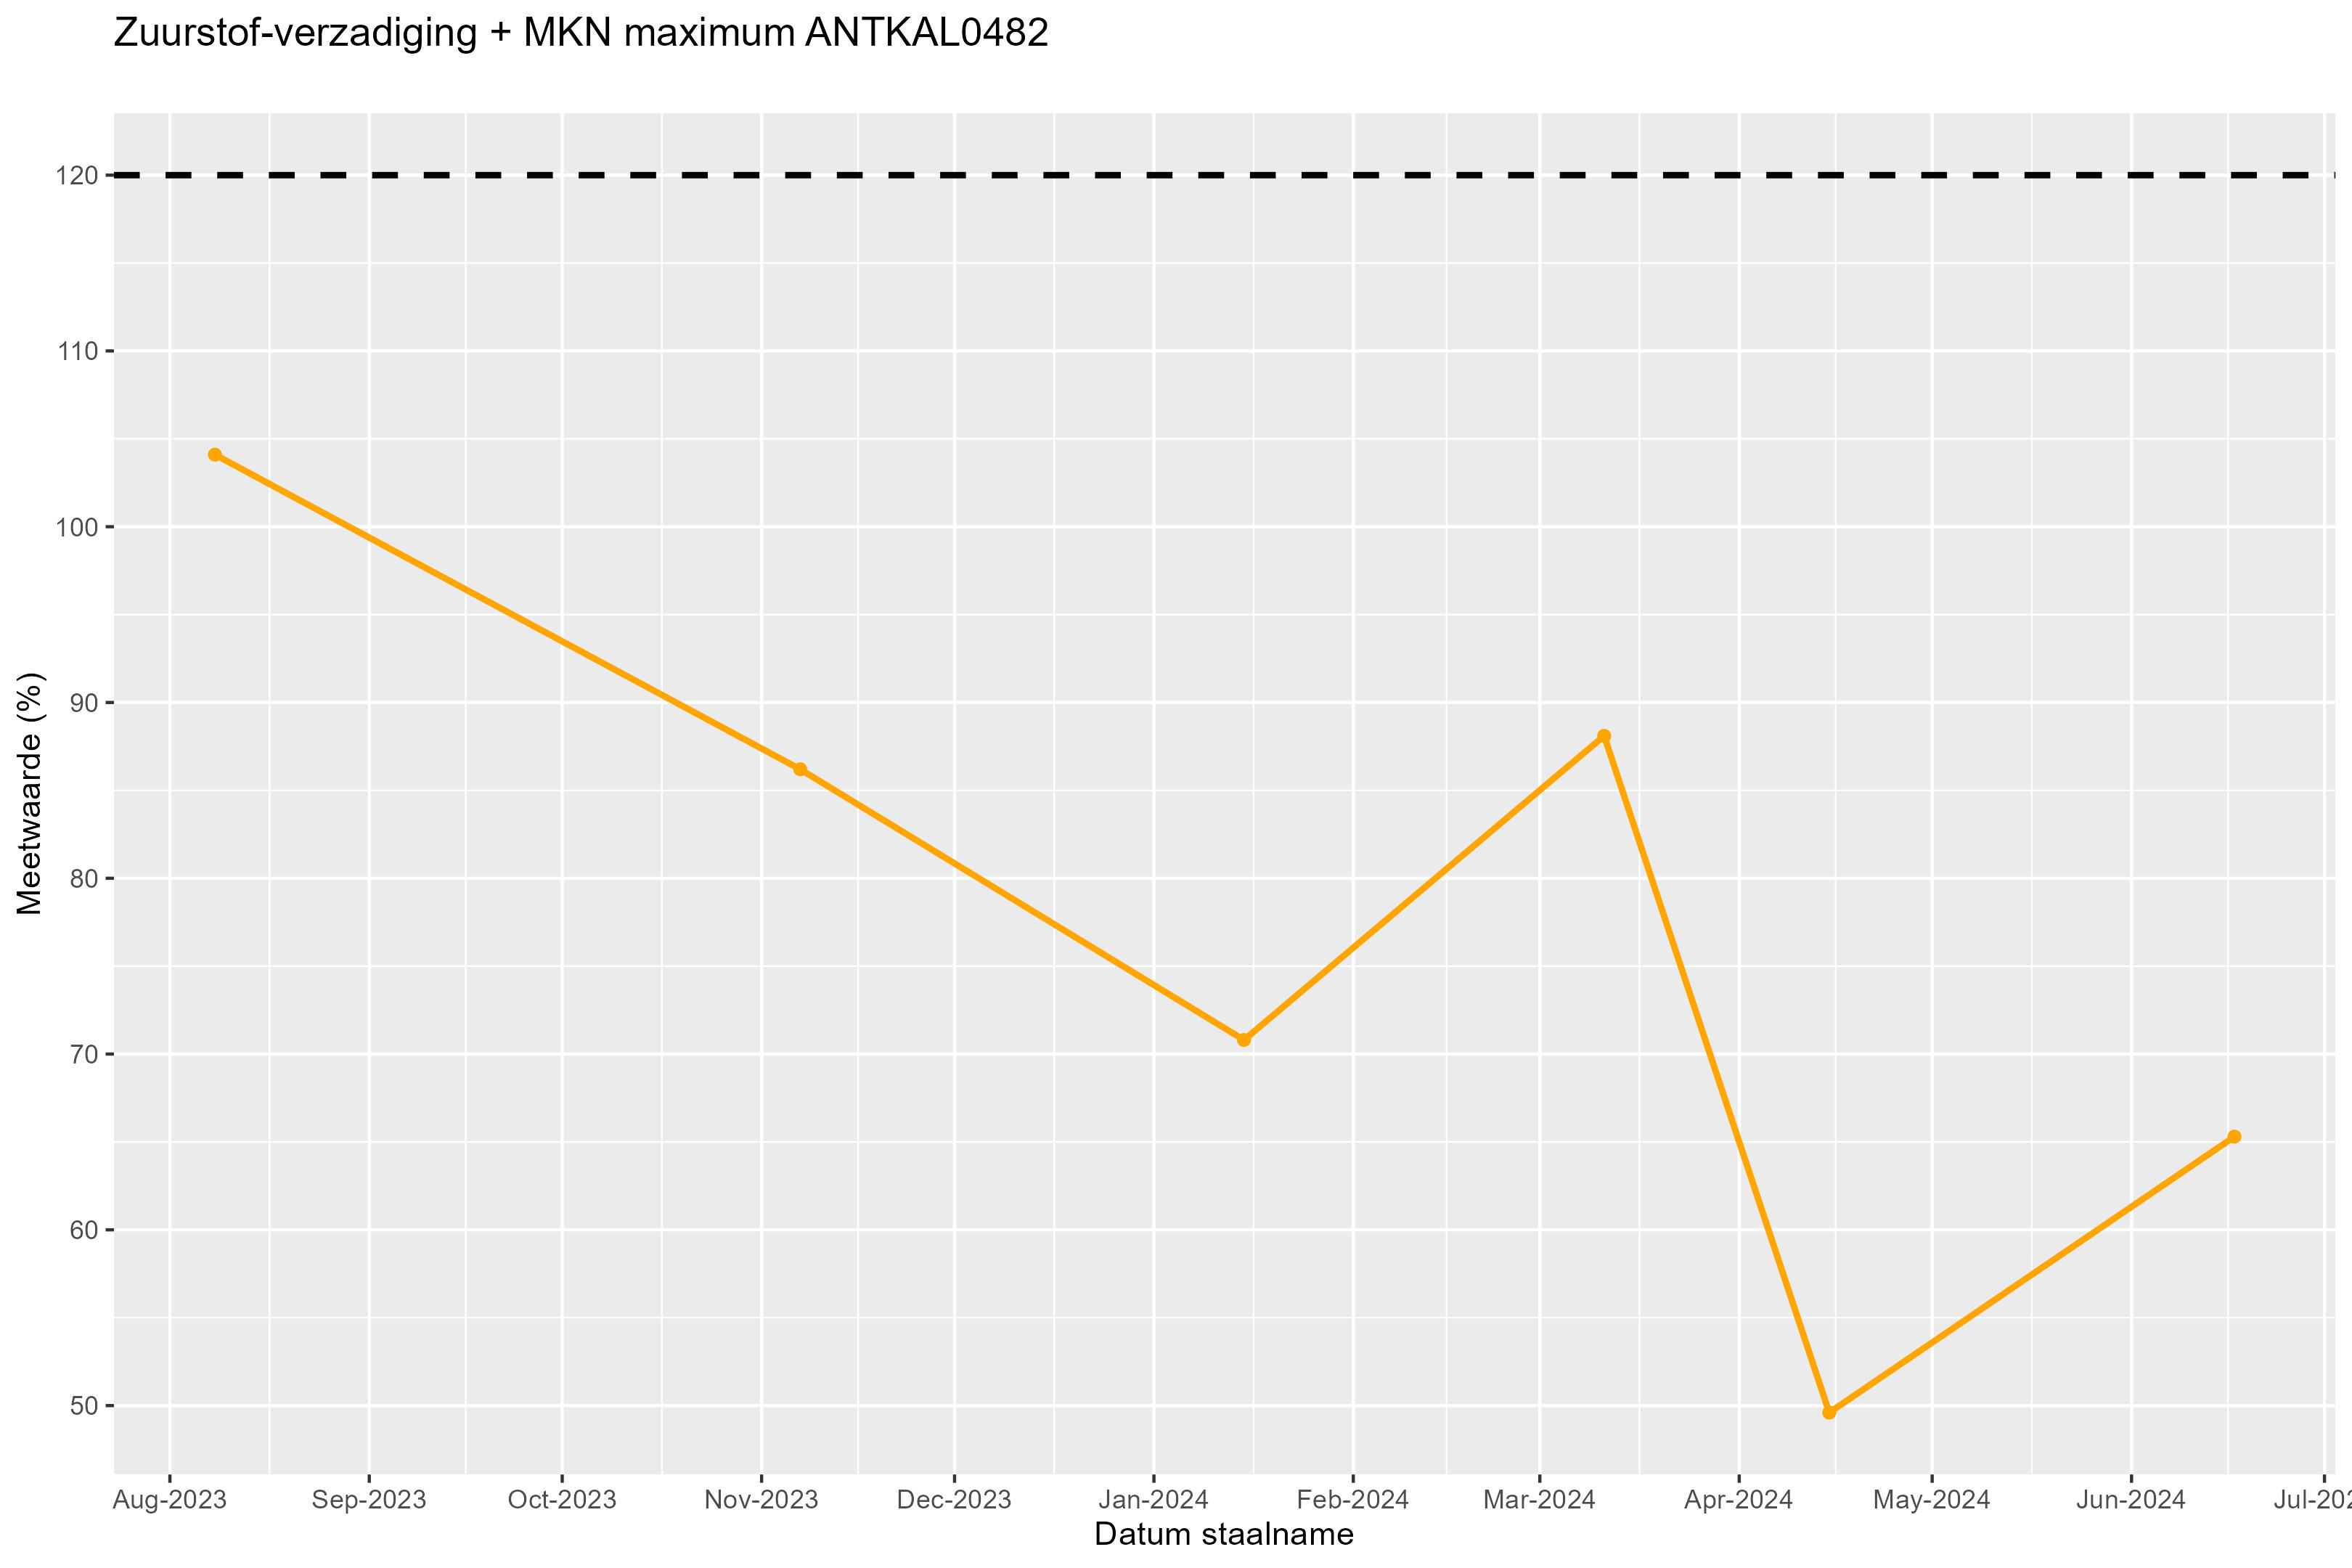 Zuurstof-verzadiging + MKN maximum ANTKAL0482
Meetwaarde (%)
120
110
100
90
80
70
60
50
Aug-2023 Sep-2023 Oct-2023 Nov-2023 Dec-2023 Jan-2024 Feb-2024 Mar-2024 Apr-2024 May-2024 Jun-2024 Jul-202
Datum staalname